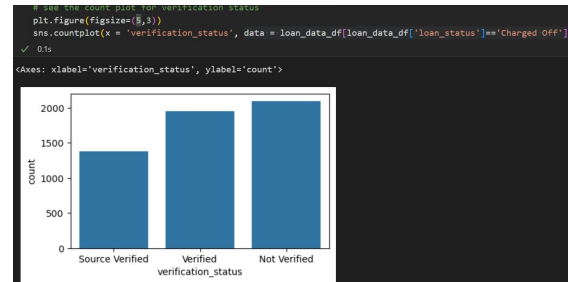 # see the count plot for verification status
plt.figure(figsize=(5,3))
sns.countplot(x = 'verification_status', data = loan_data_df[loan_data_df['loan_status']=='Charged Off']
✓ 0.1s
<Axes: xlabel='verification_status', ylabel='count'>
2000
1500
1000
500
0
count
Source Verified Verified Not Verified
verification_status